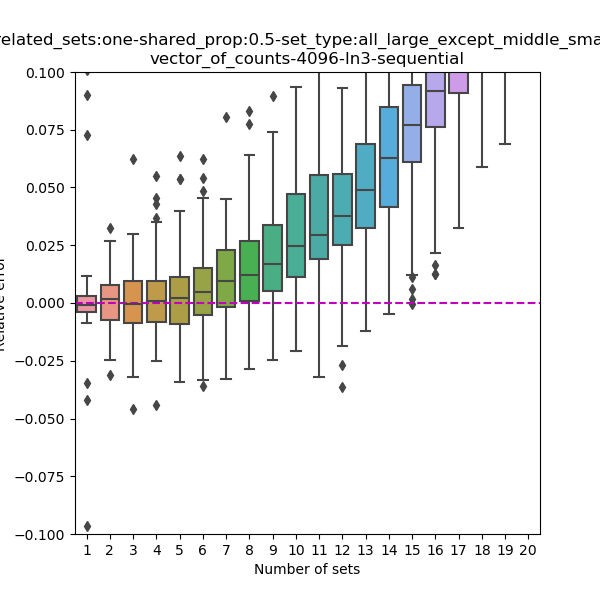 related_sets:one-shared_prop:0.5-set_type:all_large_except_middle_sma
vector_of_counts-4096-ln3-sequential
0.100
0.075
0.050
0.025
0.000
−0.025
−0.050
−0.075
−0.100
Relative error
1 2 3 4 5 6 7 8 9 10 11 12 13 14 15 16 17 18 19 20
Number of sets